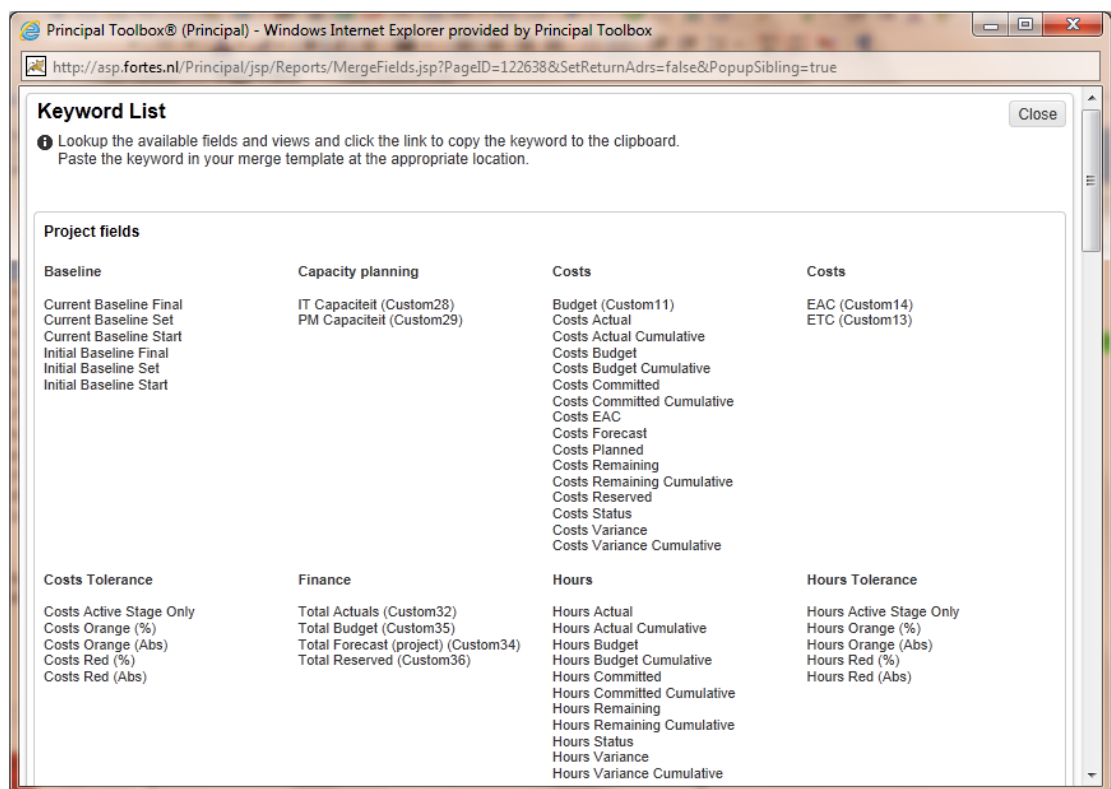 Principal Toolbox® (Principal) - Windows Internet Explorer provided by Principal Toolbox
http://asp.fortes.nl/Principal/jsp/Reports/MergeFields.jsp?PageID=122638&SetReturnAdrs=false&PopupSibling=true
Keyword List
Close
Lookup the available fields and views and click the link to copy the keyword to the clipboard.
Paste the keyword in your merge template at the appropriate location.
Project fields
Baseline
Current Baseline Final
Current Baseline Set
Current Baseline Start
Initial Baseline Final
Initial Baseline Set
Initial Baseline Start
Capacity planning
IT Capaciteit (Custom28)
PM Capaciteit (Custom29)
Costs
Budget (Custom11)
Costs Actual
Costs Actual Cumulative
Costs Budget
Costs Budget Cumulative
Costs Committed
Costs Committed Cumulative
Costs EAC
Costs Forecast
Costs Planned
Costs Remaining
Costs Remaining Cumulative
Costs Reserved
Costs Status
Costs Variance
Costs Variance Cumulative
Costs
EAC (Custom14)
ETC (Custom13)
Costs Tolerance
Costs Active Stage Only
Costs Orange (%)
Costs Orange (Abs)
Costs Red (%)
Costs Red (Abs)
Finance
Total Actuals (Custom32)
Total Budget (Custom35)
Total Forecast (project) (Custom34)
Total Reserved (Custom36)
Hours
Hours Actual
Hours Actual Cumulative
Hours Budget
Hours Budget Cumulative
Hours Committed
Hours Committed Cumulative
Hours Remaining
Hours Remaining Cumulative
Hours Status
Hours Variance
Hours Variance Cumulative
Hours Tolerance
Hours Active Stage Only
Hours Orange (%)
Hours Orange (Abs)
Hours Red (%)
Hours Red (Abs)